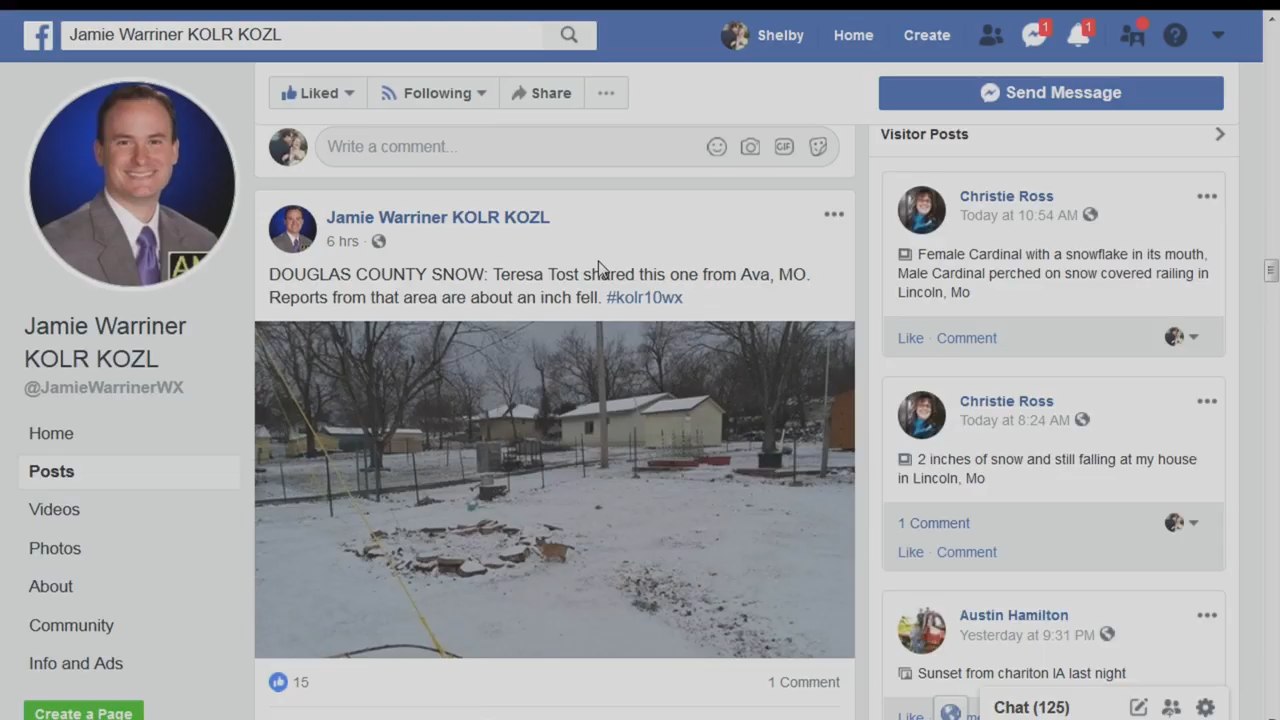 Jamie Warriner KOLR KOZL
Shelby
Home
Create
1
1
Liked
Following
Share
Send Message
Write a comment...
Visitor Posts
Jamie Warriner
KOLR KOZL
@JamieWarrinerWX
Home
Posts
Videos
Photos
About
Community
Info and Ads
Create a Page
Jamie Warriner KOLR KOZL
6 hrs ·
DOUGLAS COUNTY SNOW: Teresa Tost shared this one from Ava, MO.
Reports from that area are about an inch fell. #kolr10wx
15
1 Comment
Christie Ross
Today at 10:54 AM
Female Cardinal with a snowflake in its mouth,
Male Cardinal perched on snow covered railing in
Lincoln, Mo
Like · Comment
Christie Ross
Today at 8:24 AM
2 inches of snow and still falling at my house
in Lincoln, Mo
1 Comment
Like · Comment
Austin Hamilton
Yesterday at 9:31 PM
Sunset from chariton IA last night
Like
Chat (125)